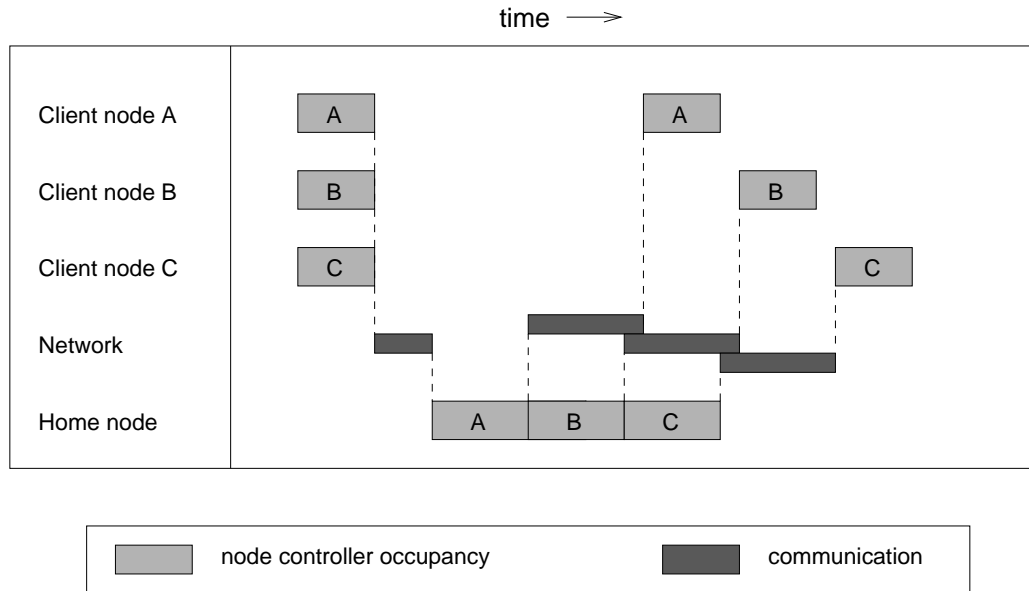 time
Client node A
A
A
Client node B
B
B
Client node C
C
C
Network
Home node
A
B
C
node controller occupancy
communication